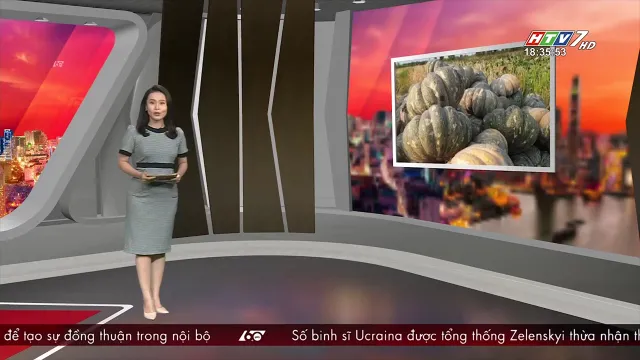 HTV7 HD
18:35:53
để tạo sự đồng thuận trong nội bộ 60 Số binh sĩ Ucraina được tổng thống Zelenskyi thừa nhận t